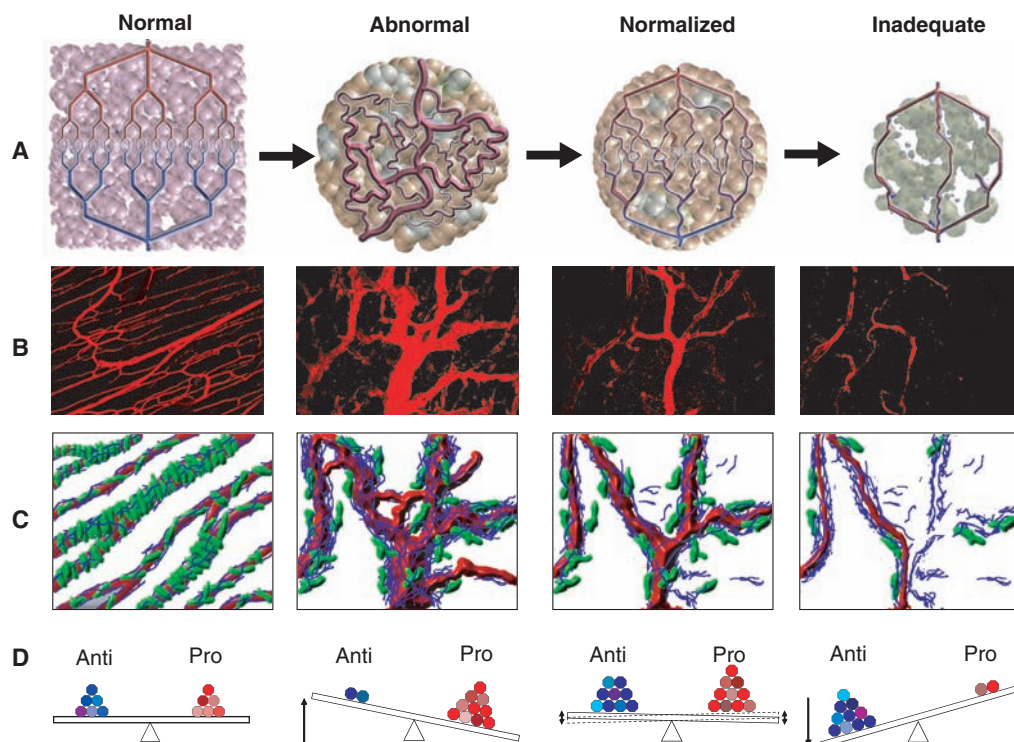 Normal Abnormal Normalized Inadequate
A
B
C
D
Anti Pro Anti Pro Anti Pro Anti Pro